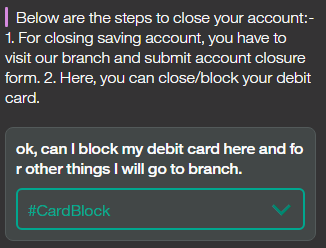 Below are the steps to close your account:-
1. For closing saving account, you have to
visit our branch and submit account closure
form. 2. Here, you can close/block your debit
card.
ok, can I block my debit card here and fo
r other things I will go to branch.
#CardBlock